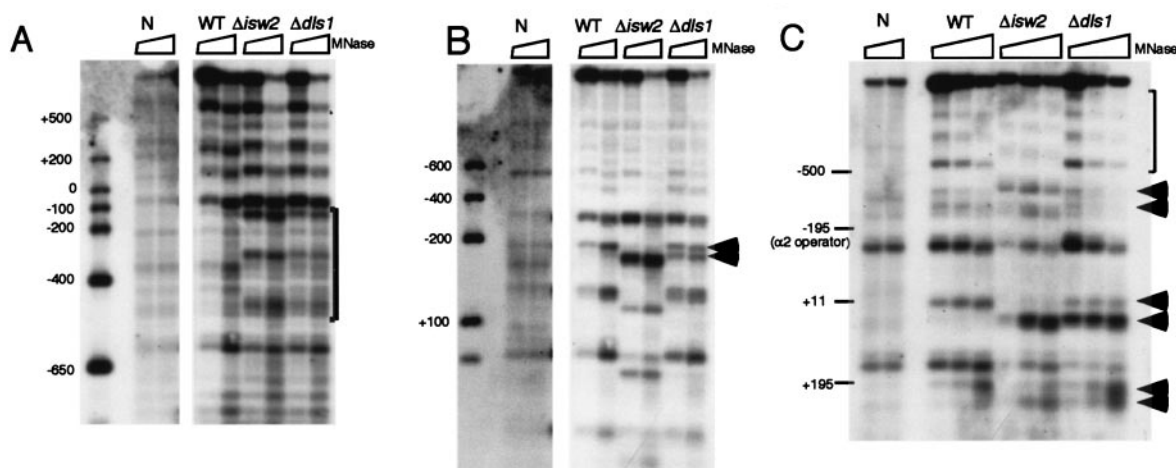 A
N
WT Δisw2 Δdls1
MNase
+500
+200
0
-100
-200
-400
-650
B
N
WT Δisw2 Δdls1
MNase
-600
-400
-200
+100
C
N
WT Δisw2 Δdls1
MNase
-500
-195
(α2 operator)
+11
+195